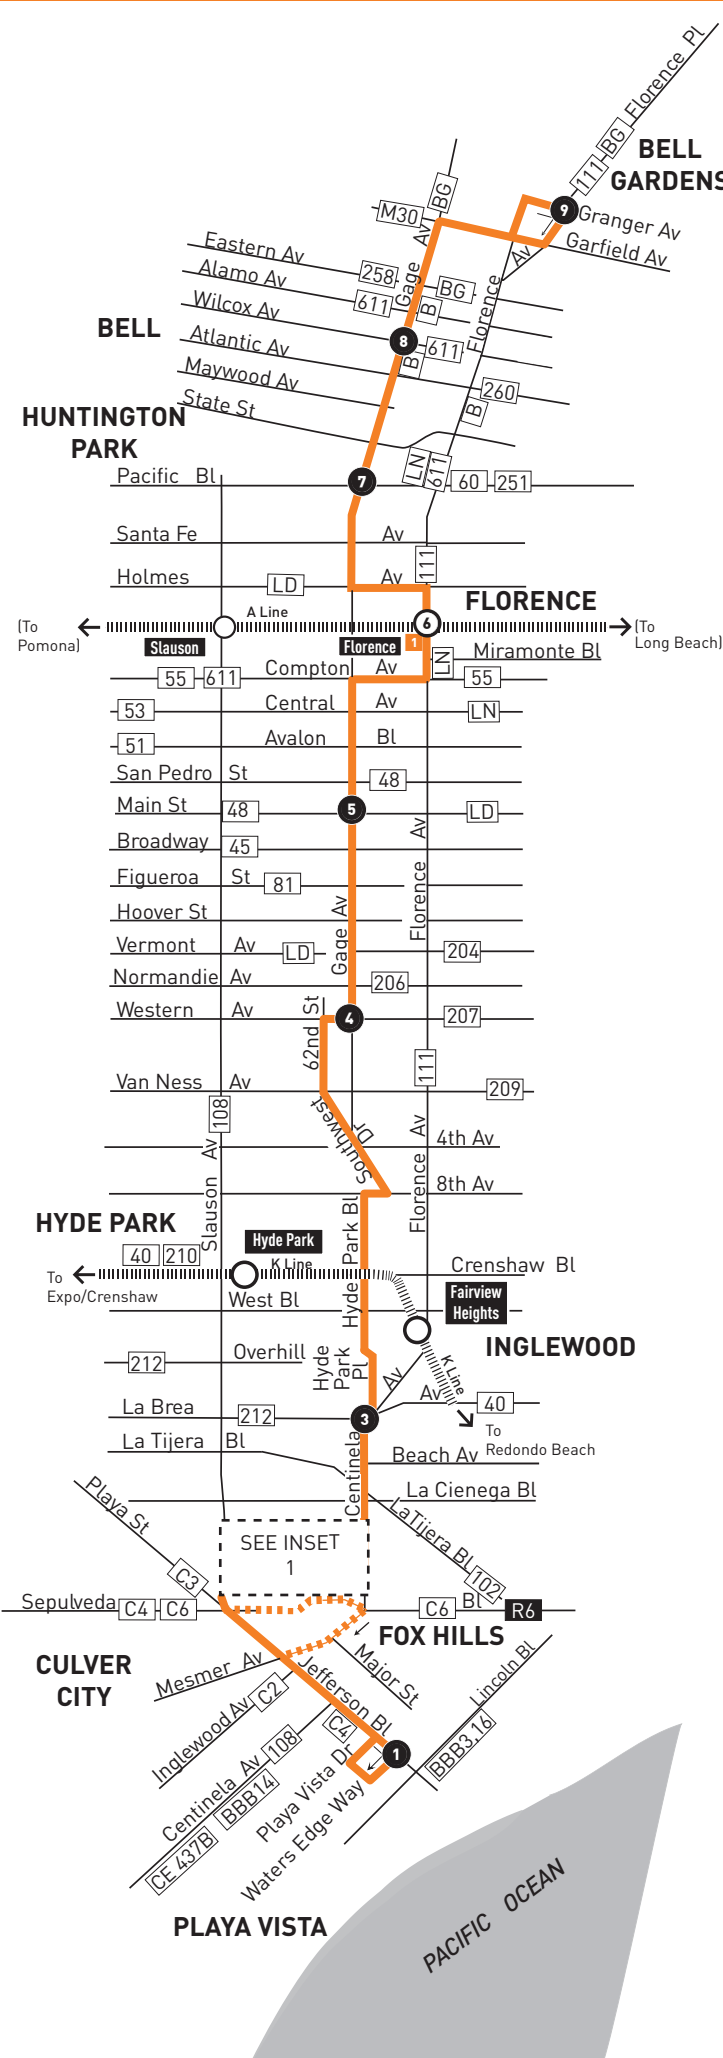 Florence Pl
111
BG
BELL
GARDENS
9
Granger Av
Garfield Av
M30
BG
Gage Av
Florence Av
Eastern Av
258
BG
Alamo Av
611
B
Wilcox Av
BELL
8
B
611
Atlantic Av
260
B
Maywood Av
State St
HUNTINGTON
PARK
LN
611
Pacific Bl
7
60
251
Santa Fe Av
111
Holmes Av
LD
FLORENCE
(To
Pomona)
A Line
6
(To
Long Beach)
Slauson
Florence
1
LN
Miramonte Bl
55
611
Compton Av
55
53
Central Av
LN
51
Avalon Bl
San Pedro St
48
Main St
48
5
LD
Broadway
45
Florence Av
Figueroa St
81
Hoover St
Gage Av
Vermont Av
LD
204
Normandie Av
206
Western Av
62nd St
4
207
111
Van Ness Av
209
108
Slauson Av
Southwest Dr
Florence Av
4th Av
8th Av
HYDE PARK
Hyde Park Bl
Hyde Park
40
210
K Line
To
Expo/Crenshaw
Crenshaw Bl
West Bl
Fairview
Heights
INGLEWOOD
212
Overhill
Hyde
Park
Pl
Av
K Line
La Brea Av
212
3
40
To
Redondo Beach
La Tijera Bl
Centinela
Beach Av
La Cienega Bl
Playa St
SEE INSET
1
LaTijera Bl
102
C3
Sepulveda Bl
C4
C6
C6
R6
FOX HILLS
CULVER
CITY
Mesmer Av
Major St
Lincoln Bl
Inglewood Av
C2
Jefferson Bl
C4
1
BBB3,16
Centinela Av
108
BBB14
CE 437B
Playa Vista Dr
Waters Edge Way
PLAYA VISTA
PACIFIC OCEAN